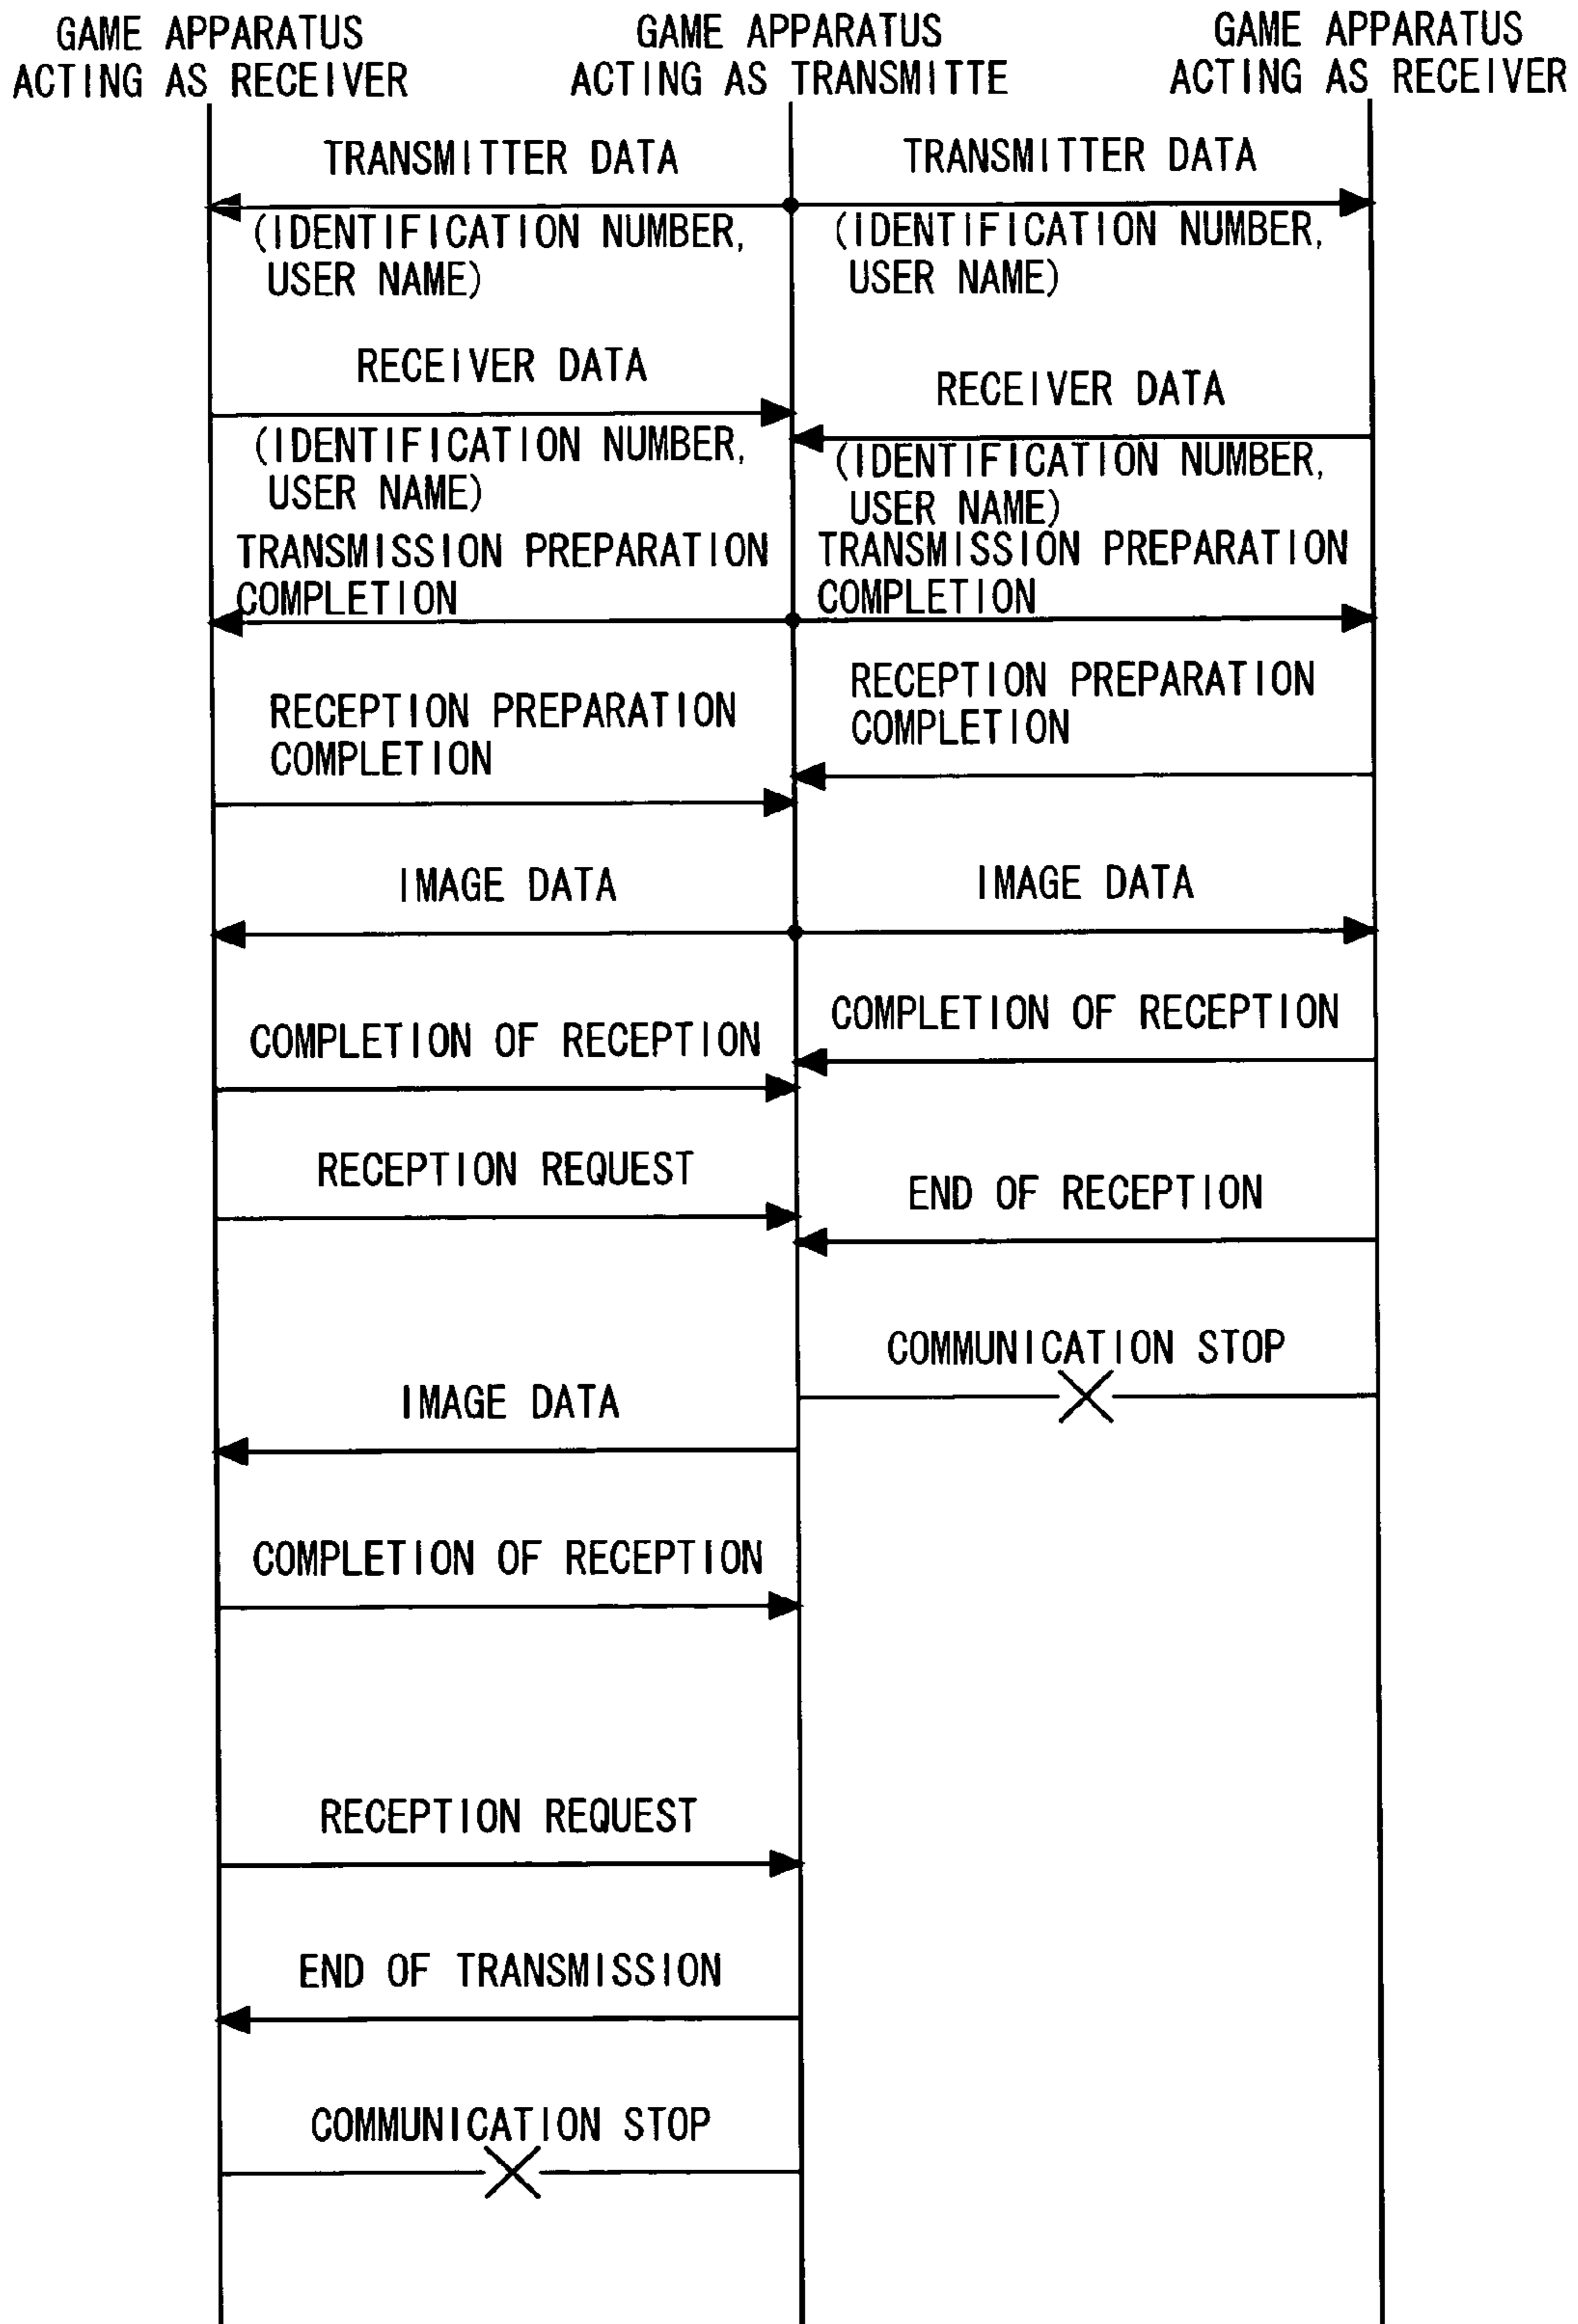 GAME APPARATUS
ACTING AS RECEIVER
GAME APPARATUS
ACTING AS TRANSMITTE
GAME APPARATUS
ACTING AS RECEIVER
TRANSMITTER DATA
(IDENTIFICATION NUMBER,
USER NAME)
TRANSMITTER DATA
(IDENTIFICATION NUMBER,
USER NAME)
RECEIVER DATA
(IDENTIFICATION NUMBER,
USER NAME)
RECEIVER DATA
(IDENTIFICATION NUMBER,
USER NAME)
TRANSMISSION PREPARATION
COMPLETION
TRANSMISSION PREPARATION
COMPLETION
RECEPTION PREPARATION
COMPLETION
RECEPTION PREPARATION
COMPLETION
IMAGE DATA
IMAGE DATA
COMPLETION OF RECEPTION
COMPLETION OF RECEPTION
RECEPTION REQUEST
END OF RECEPTION
COMMUNICATION STOP
IMAGE DATA
COMPLETION OF RECEPTION
RECEPTION REQUEST
END OF TRANSMISSION
COMMUNICATION STOP